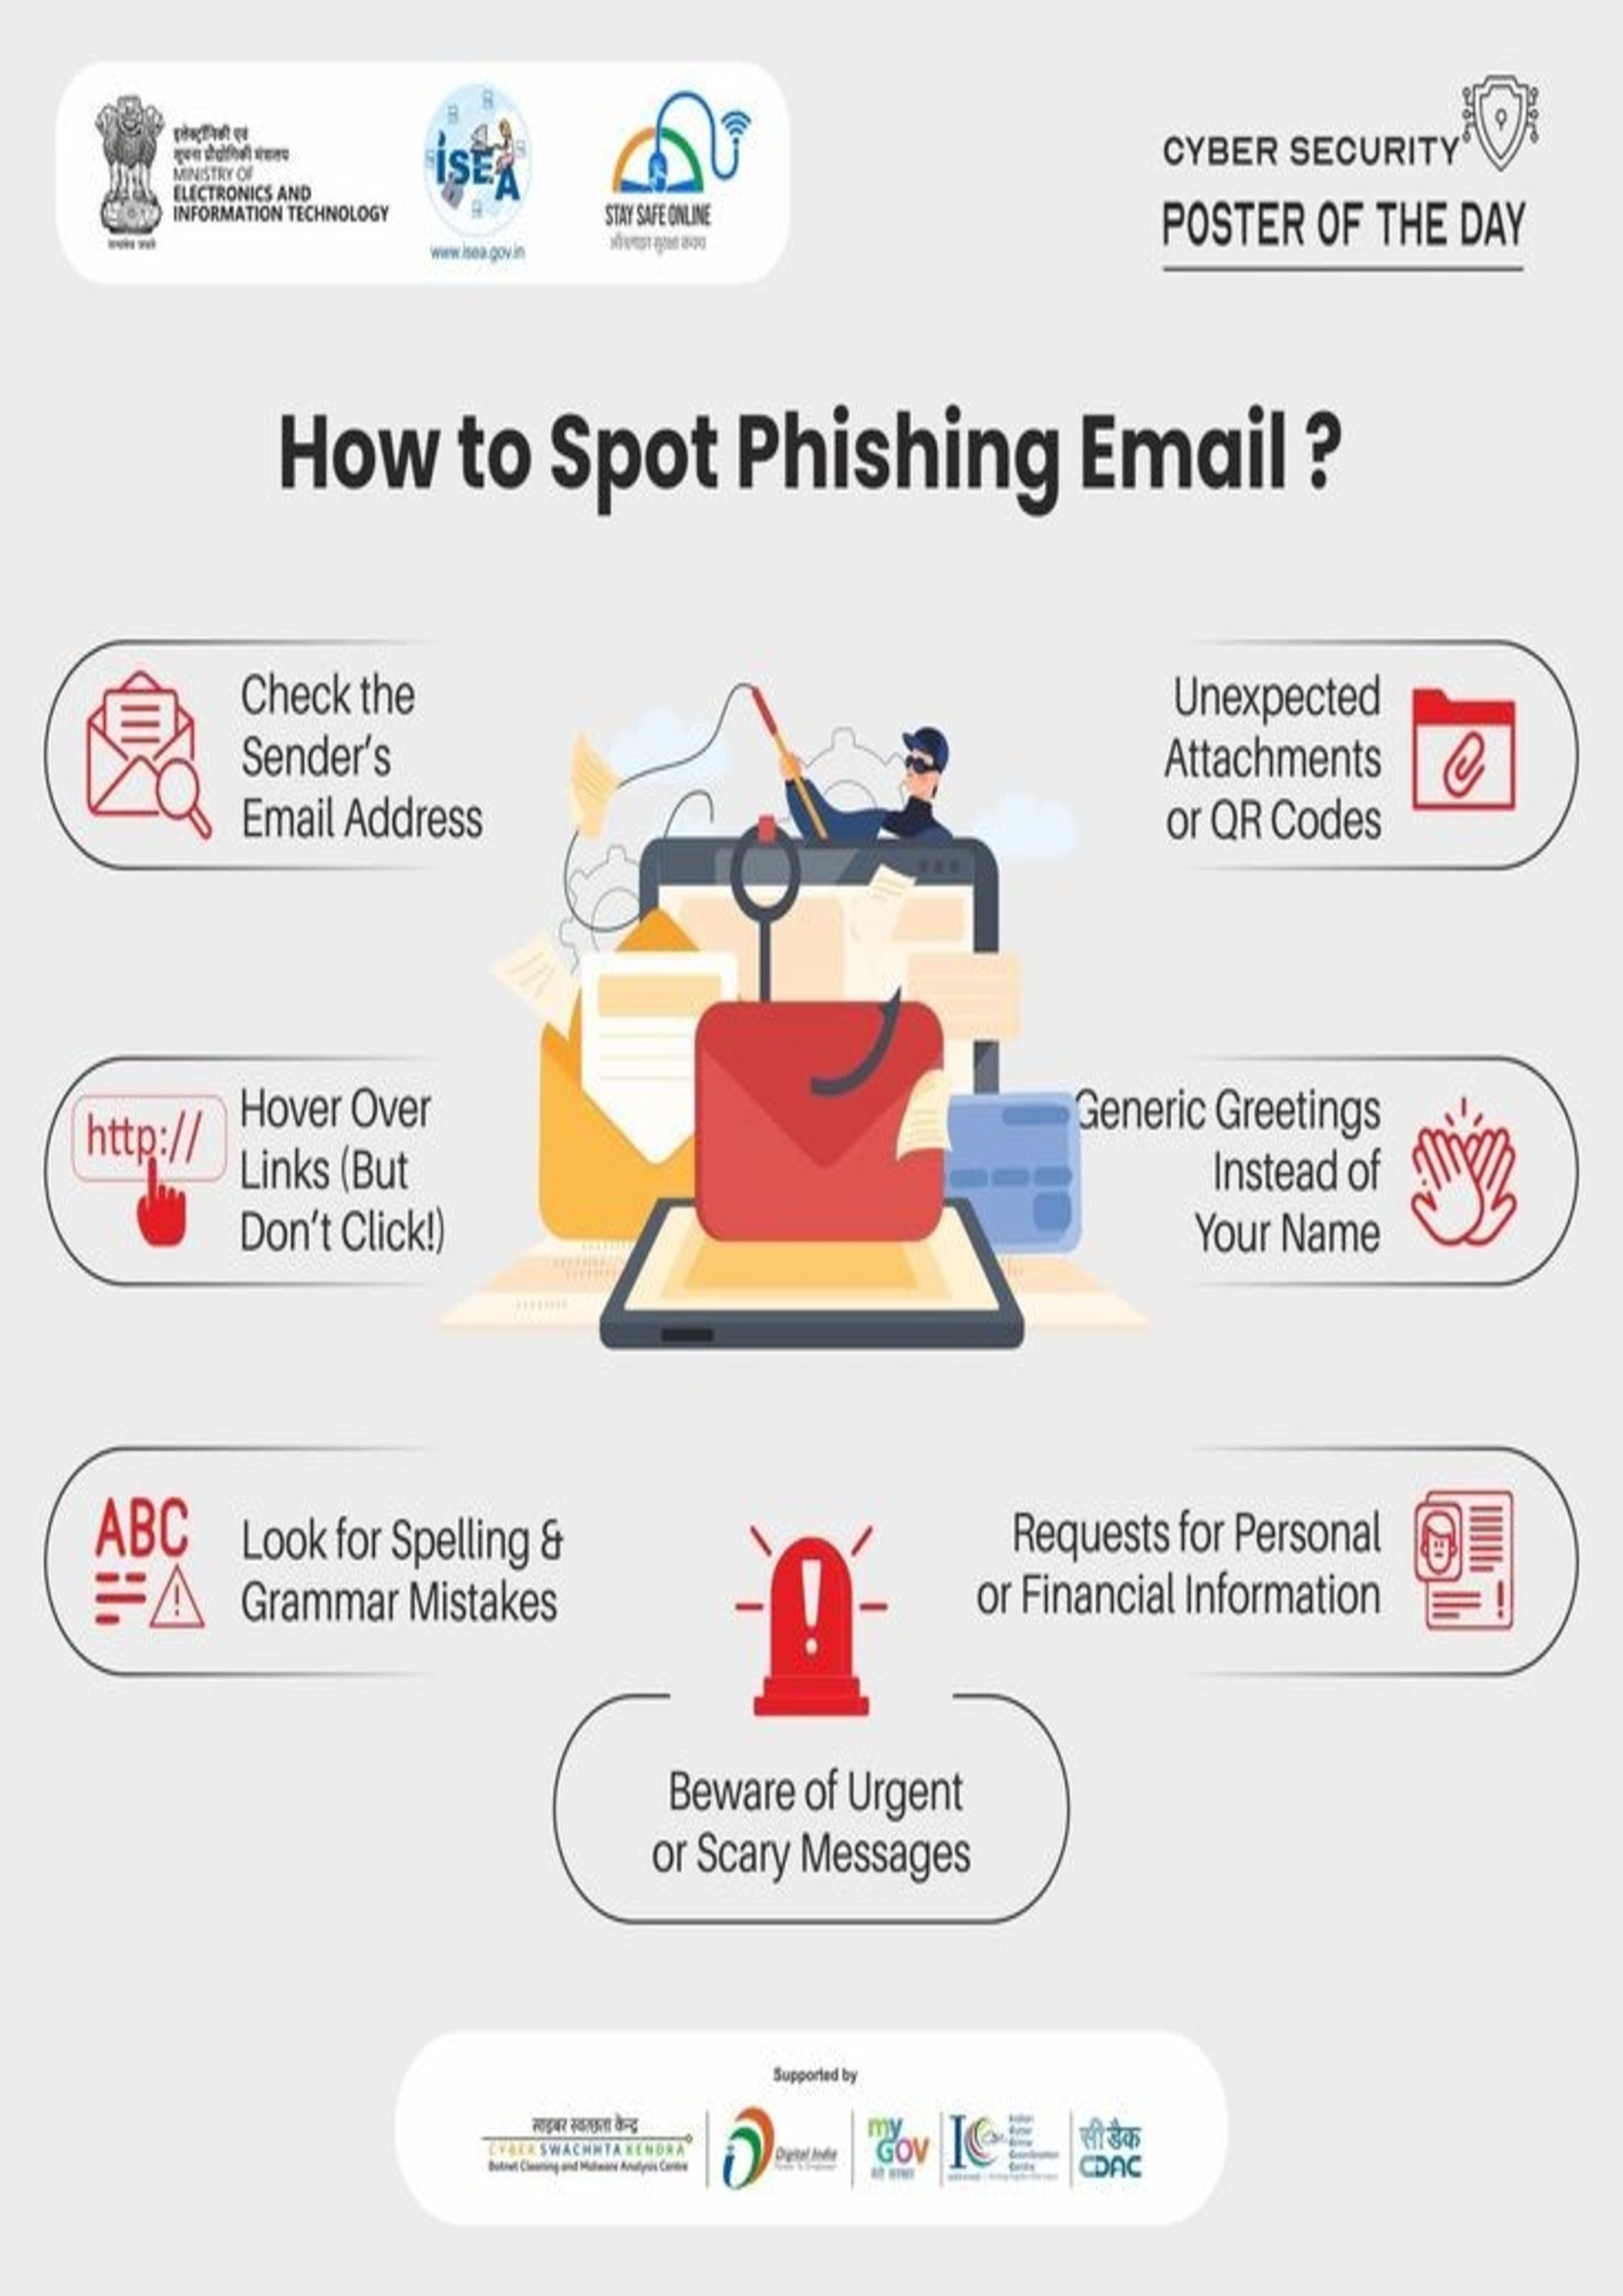 इलेक्ट्रॉनिकी एवं
सूचना प्रौद्योगिकी मंत्रालय
MINISTRY OF
ELECTRONICS AND
INFORMATION TECHNOLOGY
सत्यमेव जयते
iSEA
www.isea.gov.in
STAY SAFE ONLINE
CYBER SECURITY
POSTER OF THE DAY
How to Spot Phishing Email ?
Check the
Sender's
Email Address
Unexpected
Attachments
or QR Codes
http://
Hover Over
Links (But
Don't Click!)
Generic Greetings
Instead of
Your Name
ABC
Look for Spelling &
Grammar Mistakes
Requests for Personal
or Financial Information
Beware of Urgent
or Scary Messages
Supported by
साइबर स्वच्छता केन्द्र
CYBER SWACHHTA KENDRA
Botnet Cleaning and Malware Analysis Centre
Digital India
Power To Empower
my
GOV
मेरी सरकार
Indian
Cyber
Crime
Coordination
Centre
सी डैक
CDAC